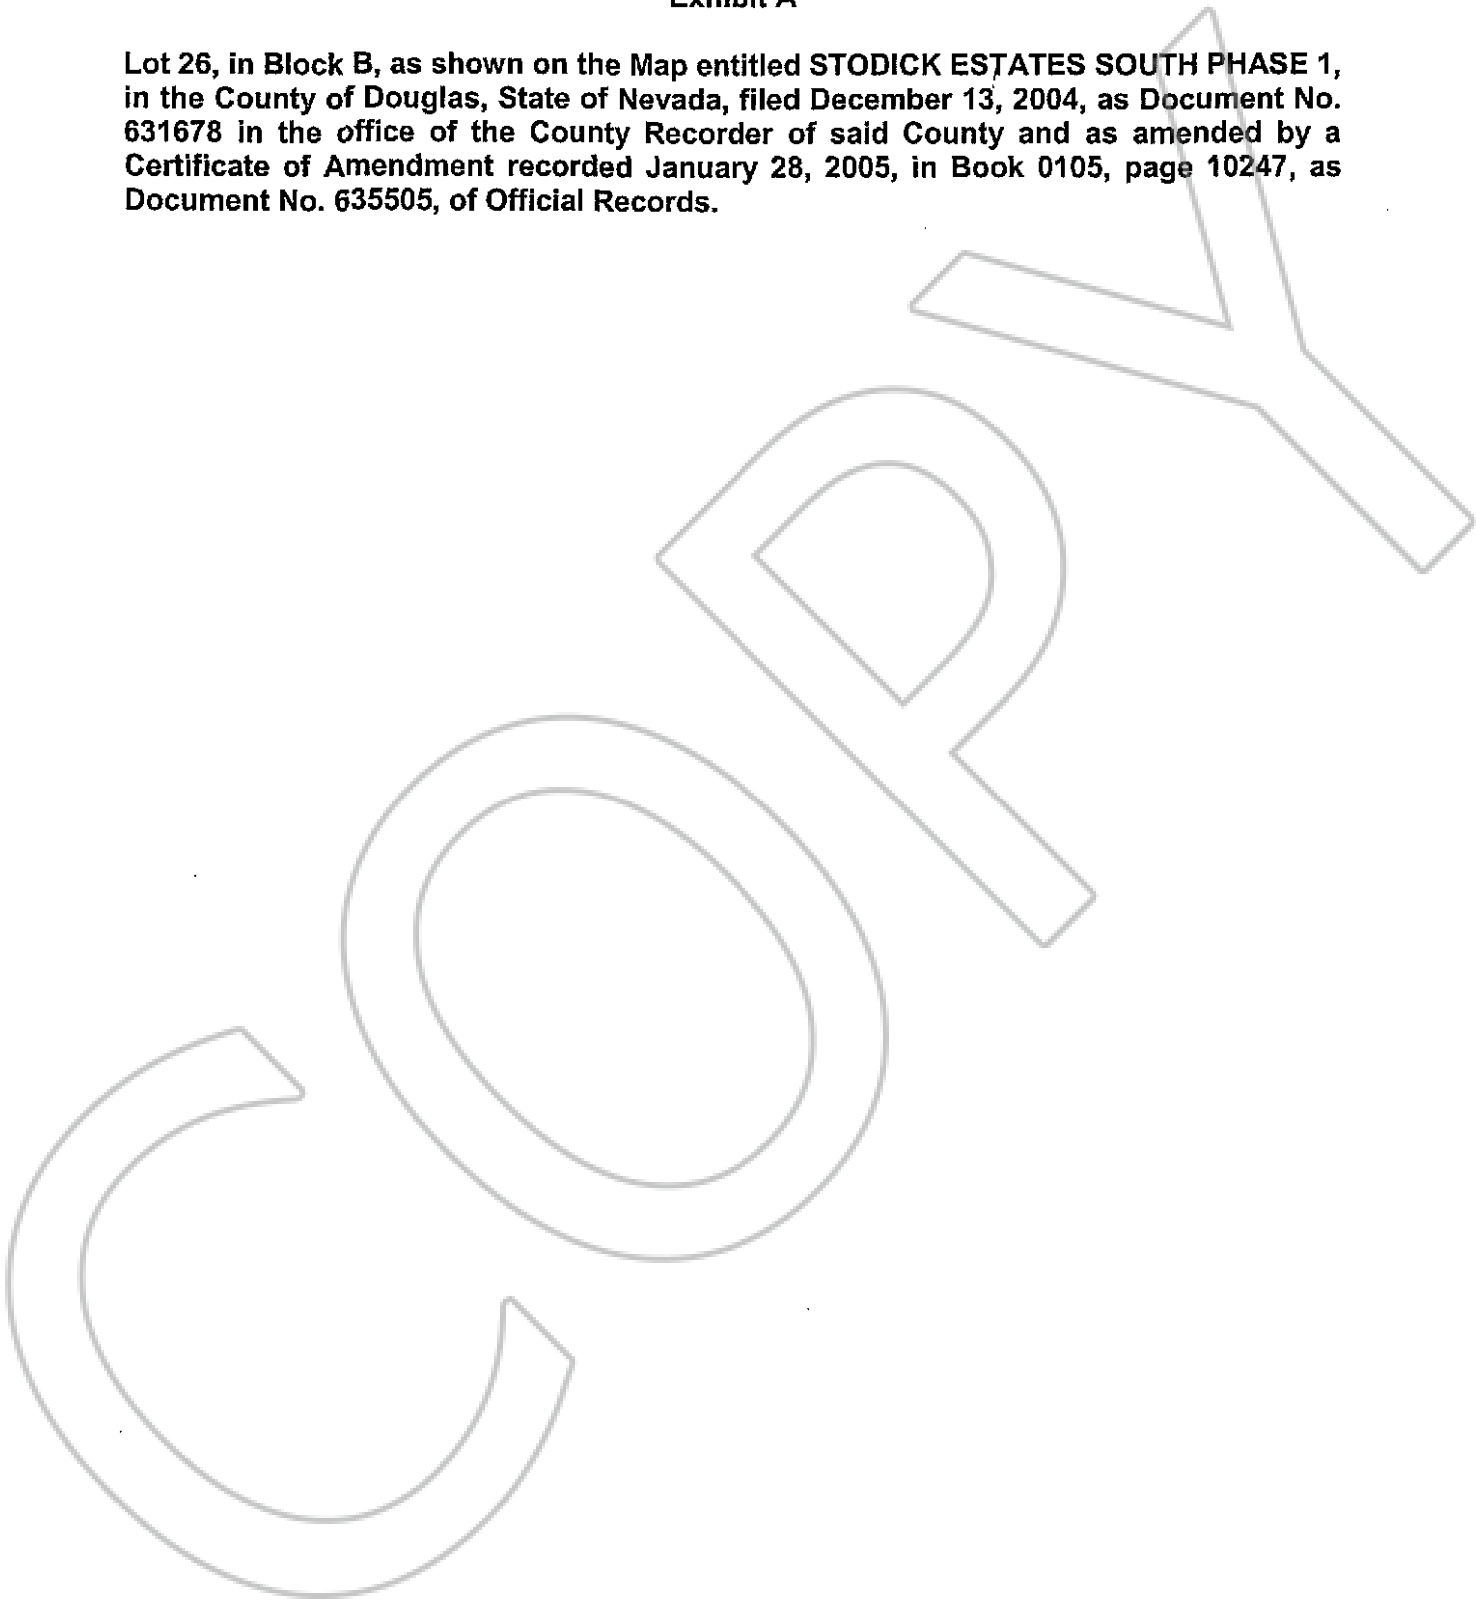 Exhibit A
Lot 26, in Block B, as shown on the Map entitled STODICK ESTATES SOUTH PHASE 1,
in the County of Douglas, State of Nevada, filed December 13, 2004, as Document No.
631678 in the office of the County Recorder of said County and as amended by a
Certificate of Amendment recorded January 28, 2005, in Book 0105, page 10247, as
Document No. 635505, of Official Records.
COPY